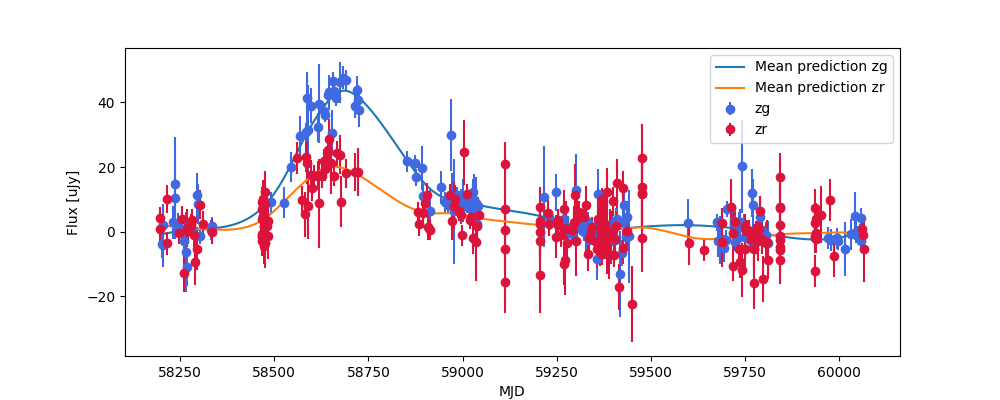 Mean prediction zg
Mean prediction zr
zg
zr
Flux [uJy]
40
20
0
−20
58250 58500 58750 59000 59250 59500 59750 60000
MJD